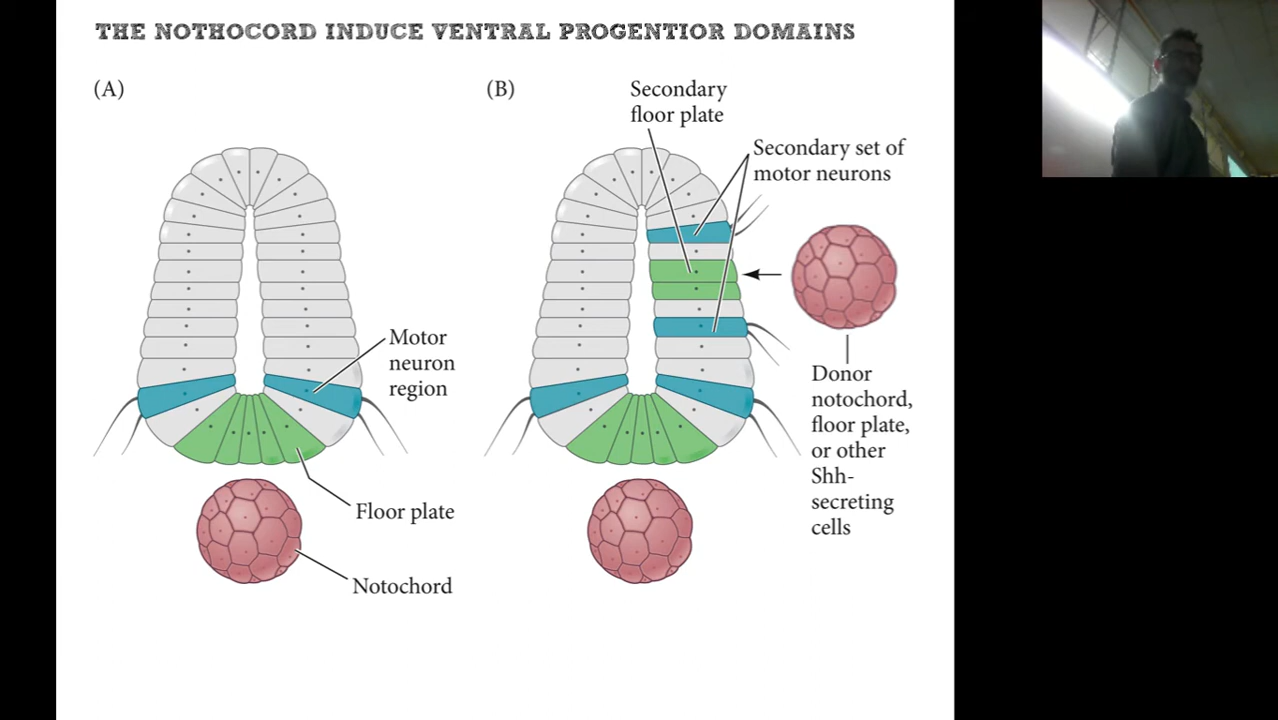 THE NOTHOCORD INDUCE VENTRAL PROGENTIOR DOMAINS
(A)
Motor
neuron
region
Floor plate
Notochord
(B)
Secondary
floor plate
Secondary set of
motor neurons
Donor
notochord,
floor plate,
or other
Shh-
secreting
cells